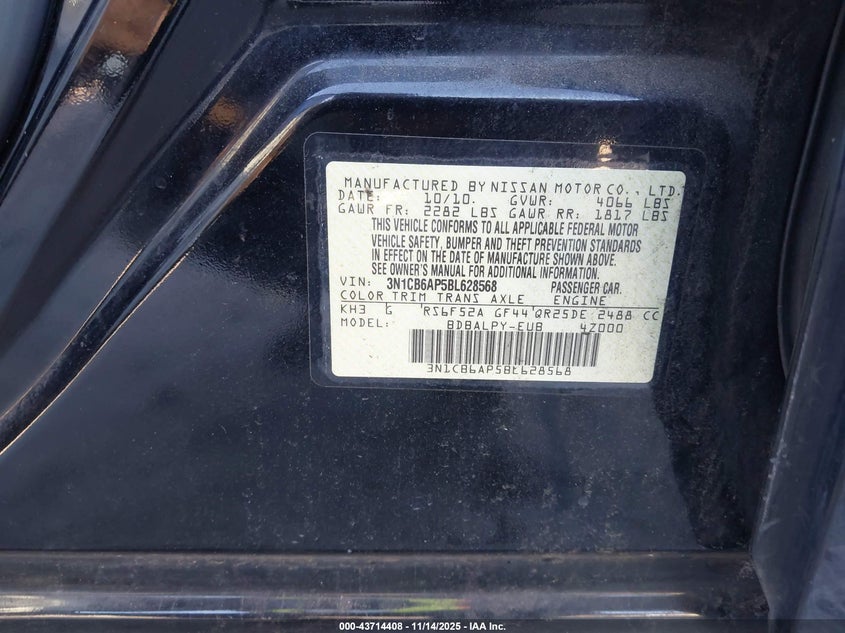 MANUFACTURED BY NISSAN MOTOR CO., LTD.
DATE: 10/10. GVWR: 4066 LBS
GAWR FR: 2282 LBS GAWR RR: 1817 LBS
THIS VEHICLE CONFORMS TO ALL APPLICABLE FEDERAL MOTOR
VEHICLE SAFETY, BUMPER AND THEFT PREVENTION STANDARDS
IN EFFECT ON THE DATE OF MANUFACTURE SHOWN ABOVE.
SEE OWNER'S MANUAL FOR ADDITIONAL INFORMATION.
VIN: 3N1CB6AP5BL628568 PASSENGER CAR.
COLOR TRIM TRANS AXLE ENGINE
KH3 G RS6F52A GF44 QR25DE 2488 CC
MODEL: BDBALPY-EUB 4Z000
3N1CB6AP5BL628568
000-43714408 - 11/14/2025 - IAA Inc.